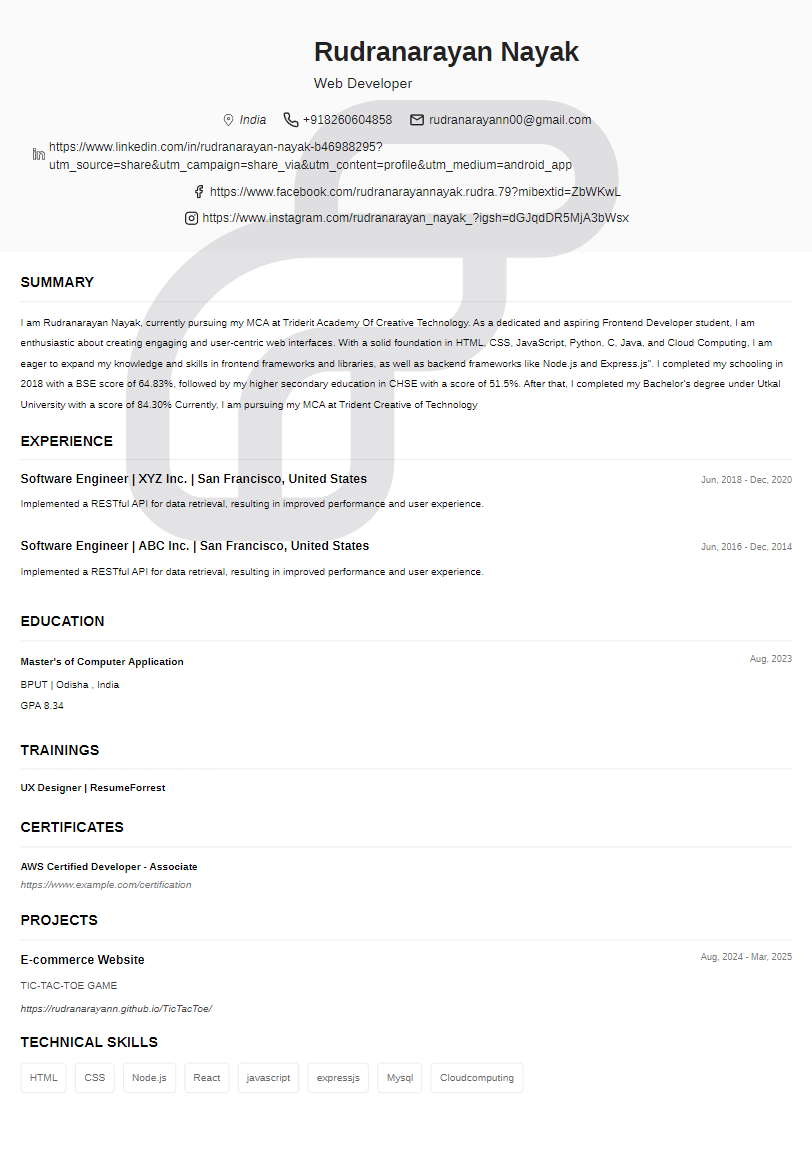 Rudranarayan Nayak
Web Developer
India +918260604858 rudranarayann00@gmail.com
https://www.linkedin.com/in/rudranarayan-nayak-b46988295?
utm_source=share&utm_campaign=share_via&utm_content=profile&utm_medium=android_app
https://www.facebook.com/rudranarayannayak.rudra.79?mibextid=ZbWKwL
https://www.instagram.com/rudranarayan_nayak_?igsh=dGJqdDR5MjA3bWsx
SUMMARY
I am Rudranarayan Nayak, currently pursuing my MCA at Triderit Academy Of Creative Technology. As a dedicated and aspiring Frontend Developer student, I am
enthusiastic about creating engaging and user-centric web interfaces. With a solid foundation in HTML, CSS, JavaScript, Python, C, Java, and Cloud Computing, I am
eager to expand my knowledge and skills in frontend frameworks and libraries, as well as backend frameworks like Node.js and Express.js". I completed my schooling in
2018 with a BSE score of 64.83%, followed by my higher secondary education in CHSE with a score of 51.5%. After that, I completed my Bachelor's degree under Utkal
University with a score of 84.30% Currently, I am pursuing my MCA at Trident Creative of Technology
EXPERIENCE
Software Engineer | XYZ Inc. | San Francisco, United States Jun, 2018 - Dec, 2020
Implemented a RESTful API for data retrieval, resulting in improved performance and user experience.
Software Engineer | ABC Inc. | San Francisco, United States Jun, 2016 - Dec, 2014
Implemented a RESTful API for data retrieval, resulting in improved performance and user experience.
EDUCATION
Master's of Computer Application Aug, 2023
BPUT | Odisha , India
GPA 8.34
TRAININGS
UX Designer | ResumeForrest
CERTIFICATES
AWS Certified Developer - Associate
https://www.example.com/certification
PROJECTS
E-commerce Website Aug, 2024 - Mar, 2025
TIC-TAC-TOE GAME
https://rudranarayann.github.io/TicTacToe/
TECHNICAL SKILLS
HTML CSS Node.js React javascript expressjs Mysql Cloudcomputing